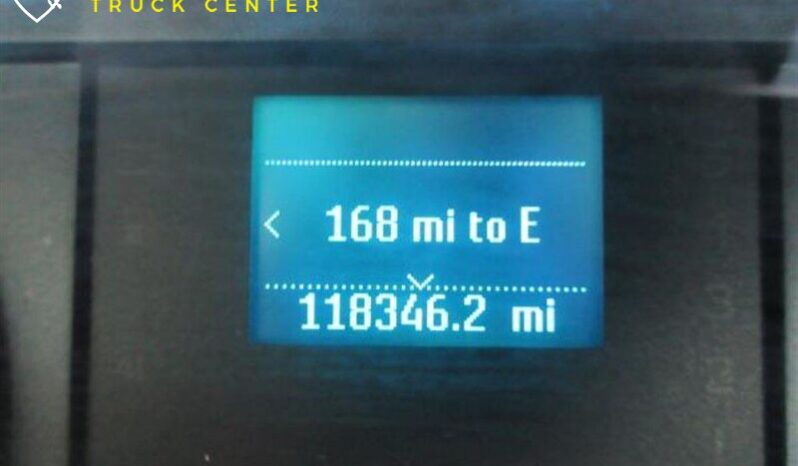 TRUCK CENTER
168 mi to E
118346.2 mi